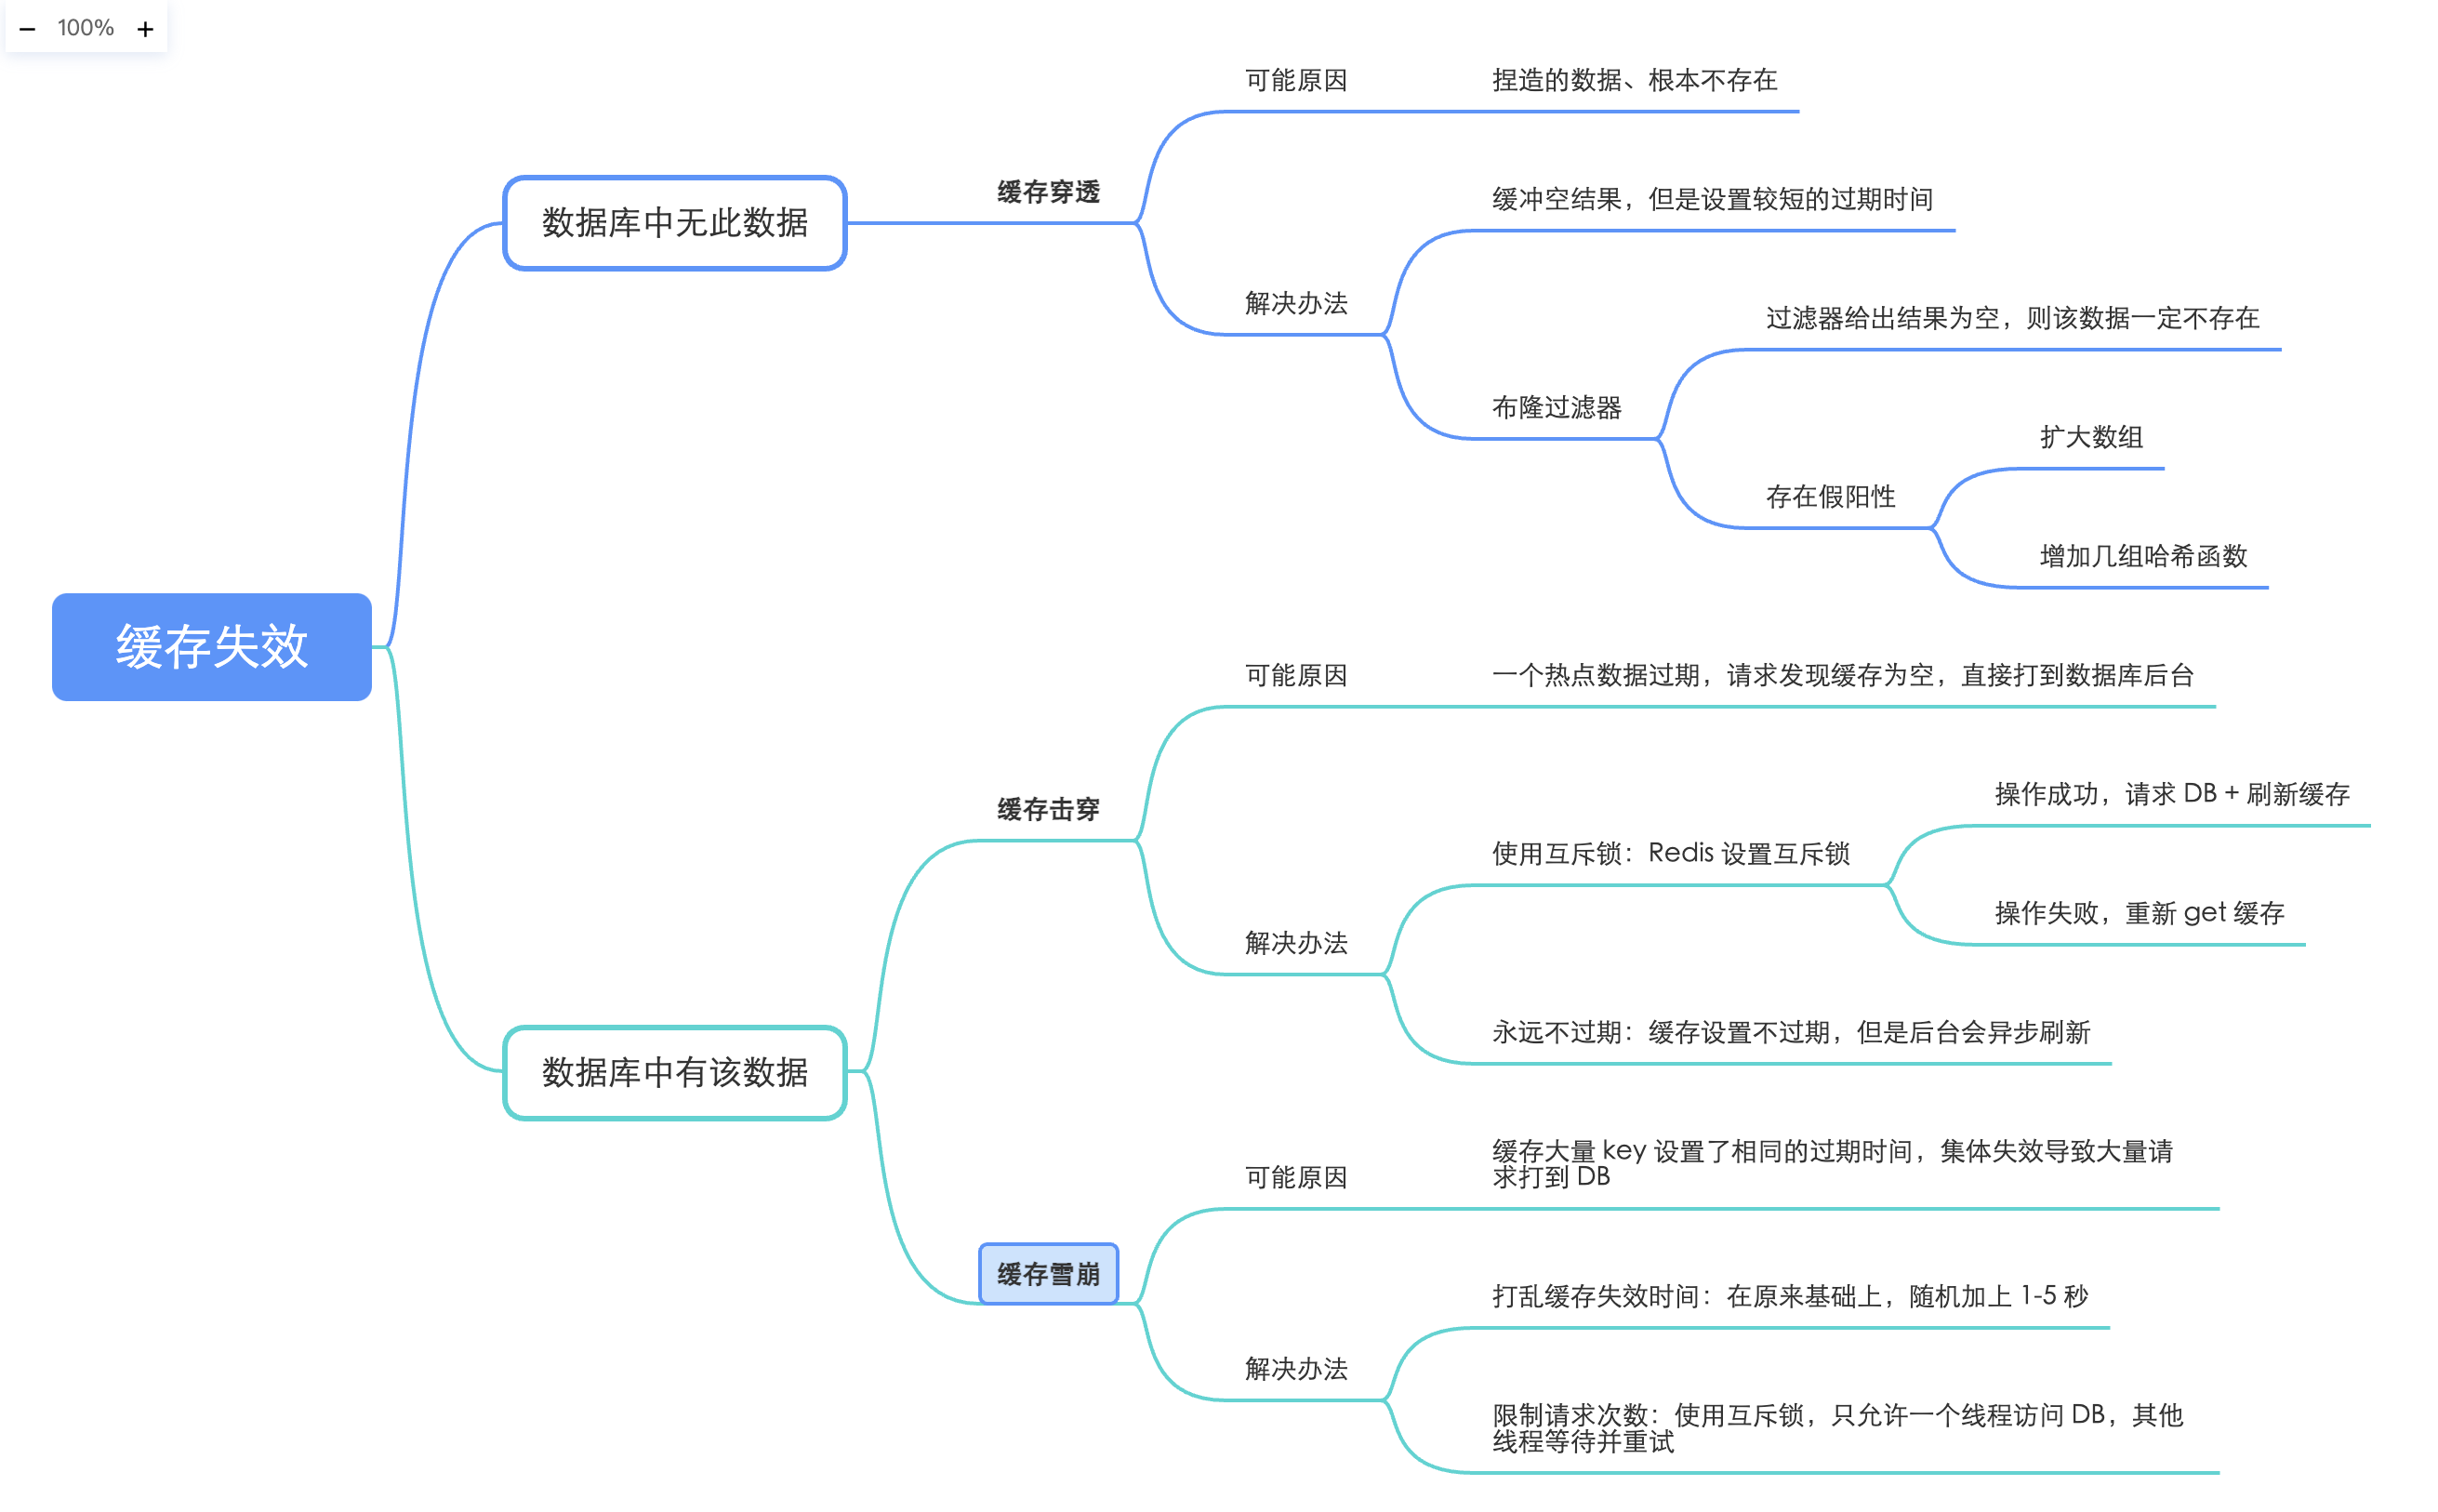 − 100% +
可能原因
捏造的数据、根本不存在
缓存穿透
缓冲空结果，但是设置较短的过期时间
数据库中无此数据
解决办法
过滤器给出结果为空，则该数据一定不存在
布隆过滤器
扩大数组
存在假阳性
增加几组哈希函数
缓存失效
可能原因
一个热点数据过期，请求发现缓存为空，直接打到数据库后台
缓存击穿
操作成功，请求 DB + 刷新缓存
使用互斥锁：Redis 设置互斥锁
操作失败，重新 get 缓存
解决办法
永远不过期：缓存设置不过期，但是后台会异步刷新
数据库中有该数据
可能原因
缓存大量 key 设置了相同的过期时间，集体失效导致大量请
求打到 DB
缓存雪崩
打乱缓存失效时间：在原来基础上，随机加上 1-5 秒
解决办法
限制请求次数：使用互斥锁，只允许一个线程访问 DB，其他
线程等待并重试